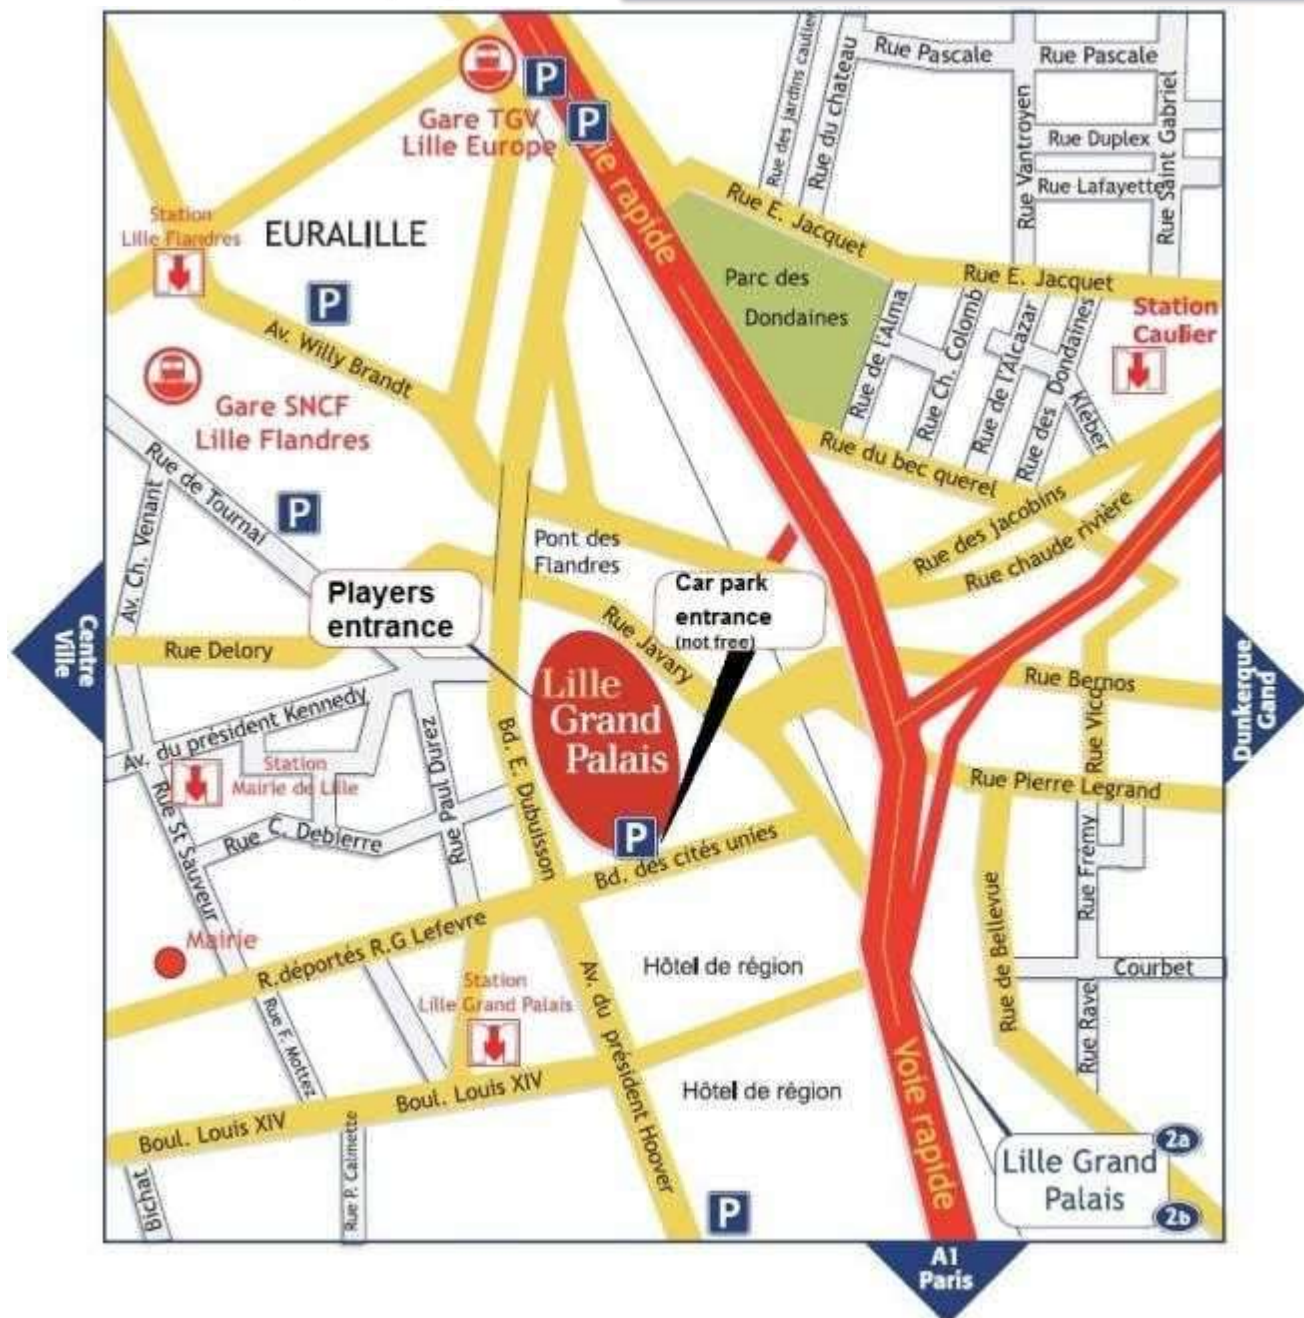 Rue Pascale
Rue Pascale
Rue des jardins caulier
Rue du chateau
Rue Vantroyen
Rue Saint Gabriel
Rue Duplex
Rue Lafayette
P
P
Gare TGV
Lille Europe
ie rapide
Rue E. Jacquet
Rue E. Jacquet
Station
Lille Flandres
EURALILLE
P
Parc des
Dondaines
Rue de l'Alma
Rue Ch. Colomb
Rue de l'Alcazar
Rue des Dondaines
Kléber
Station
Caulier
Av. Willy Brandt
Gare SNCF
Lille Flandres
Rue du bec querel
Rue de Tournai
Av. Ch. Venant
P
Rue des jacobins
Rue chaude rivière
Pont des
Flandres
Players
entrance
Car park
entrance
(not free)
Centre
Ville
Rue Delory
Rue Javary
Lille
Grand
Palais
P
Rue Bernos
Rue Vico
Dunkerque
Gand
Av. du président Kennedy
Station
Mairie de Lille
Rue Paul Durez
Bd. E. Dubuisson
Rue Pierre Legrand
Rue St Sauveur
Rue C. Debierre
Bd. des cités unies
Rue Frémy
Rue de Bellevue
Mairie
R.déportés R.G Lefevre
Hôtel de région
Courbet
Station
Lille Grand Palais
Rue F. Mottez
Av. du président Hoover
Rue Ravel
Boul. Louis XIV
Boul. Louis XIV
Hôtel de région
Voie rapide
Bichat
Rue P. Calmette
P
Lille Grand
Palais
2a
2b
A1
Paris